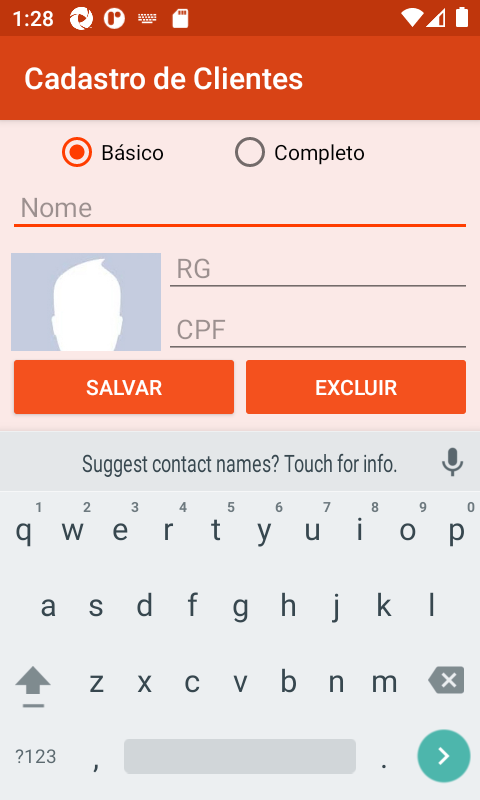 1:28
Cadastro de Clientes
Básico Completo
Nome
RG
CPF
SALVAR EXCLUIR
Suggest contact names? Touch for info.
1 2 3 4 5 6 7 8 9 0
q w e r t y u i o p
a s d f g h j k l
z x c v b n m
?123 , .